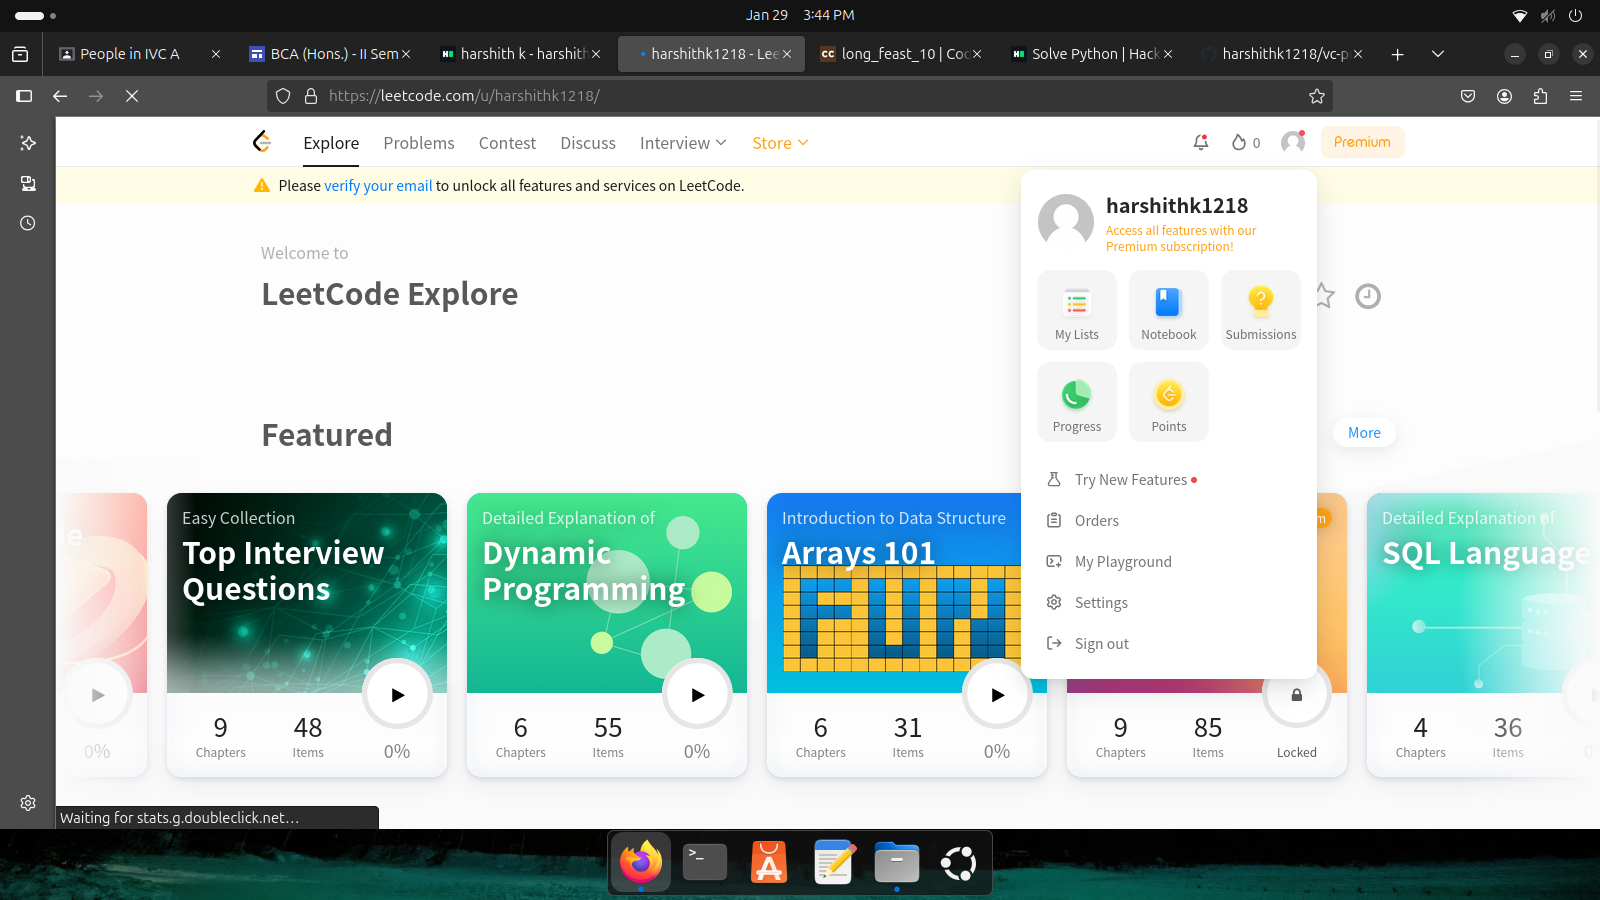 Jan 29 3:44 PM
People in IVC A
BCA (Hons.) - II Sem
harshith k - harshith
harshithk1218 - Lee
long_feast_10 | Co
Solve Python | Hack
harshithk1218/vc-p
https://leetcode.com/u/harshithk1218/
Explore
Problems
Contest
Discuss
Interview
Store
0
Premium
Please verify your email to unlock all features and services on LeetCode.
Welcome to
LeetCode Explore
harshithk1218
Access all features with our
Premium subscription!
My Lists
Notebook
Submissions
Progress
Points
Try New Features
Orders
My Playground
Settings
Sign out
Featured
More
e
0%
Easy Collection
Top Interview
Questions
9
Chapters
48
Items
0%
Detailed Explanation of
Dynamic
Programming
6
Chapters
55
Items
0%
Introduction to Data Structure
Arrays 101
FUN
6
Chapters
31
Items
0%
m
9
Chapters
85
Items
Locked
Detailed Explanation of
SQL Language
4
Chapters
36
Items
Waiting for stats.g.doubleclick.net…